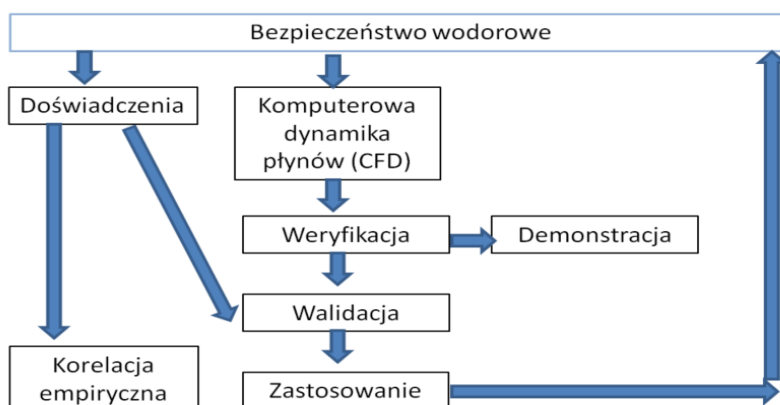 Bezpieczeństwo wodorowe
Doświadczenia
Komputerowa
dynamika
płynów (CFD)
Weryfikacja
Demonstracja
Walidacja
Korelacja
empiryczna
Zastosowanie